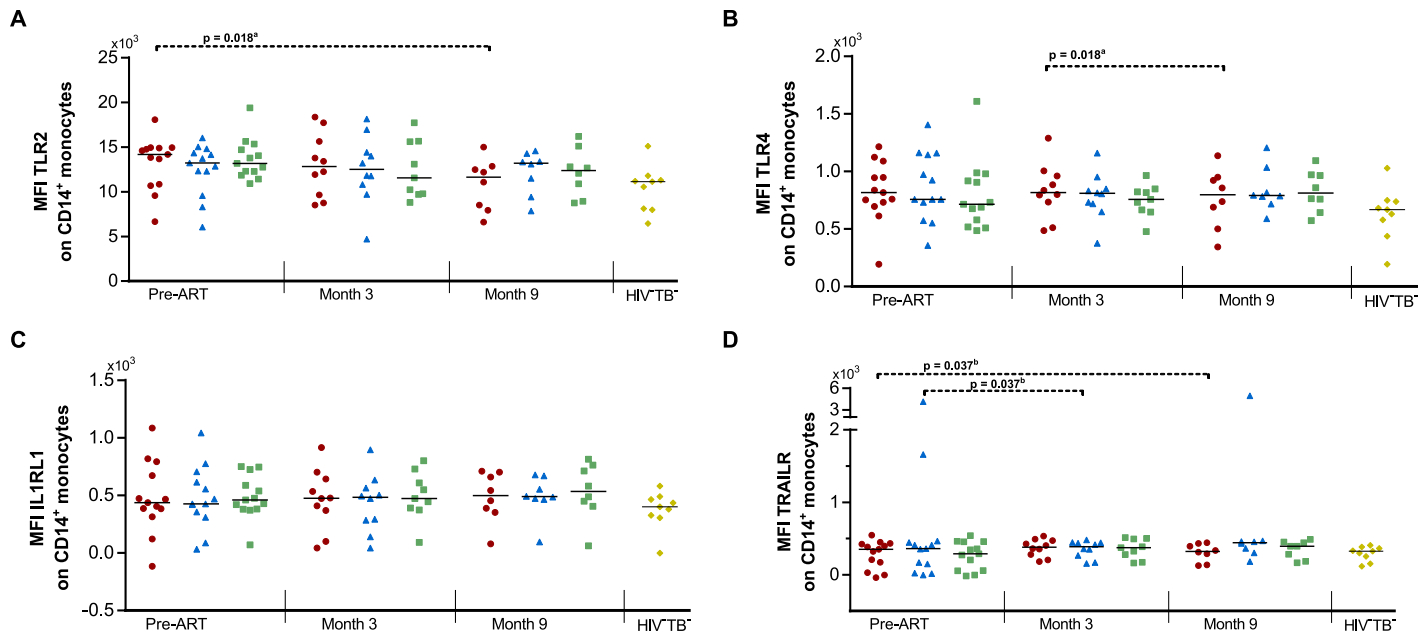 A
x10³
p = 0.018ᵃ
MFI TLR2
on CD14⁺ monocytes
25
20
15
10
5
0
Pre-ART
Month 3
Month 9
HIV⁻TB⁻
B
x10³
p = 0.018ᵃ
MFI TLR4
on CD14⁺ monocytes
2.0
1.5
1.0
0.5
0.0
Pre-ART
Month 3
Month 9
HIV⁻TB⁻
C
x10³
MFI IL1RL1
on CD14⁺ monocytes
1.5
1.0
0.5
0.0
-0.5
Pre-ART
Month 3
Month 9
HIV⁻TB⁻
D
x10³
p = 0.037ᵇ
p = 0.037ᵇ
MFI TRAILR
on CD14⁺ monocytes
6
3
2
1
0
Pre-ART
Month 3
Month 9
HIV⁻TB⁻